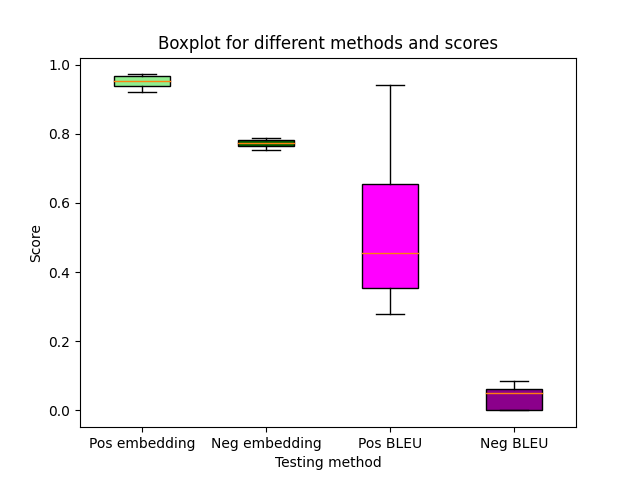 Boxplot for different methods and scores
1.0
0.8
0.6
0.4
0.2
0.0
Score
Pos embedding Neg embedding Pos BLEU Neg BLEU
Testing method